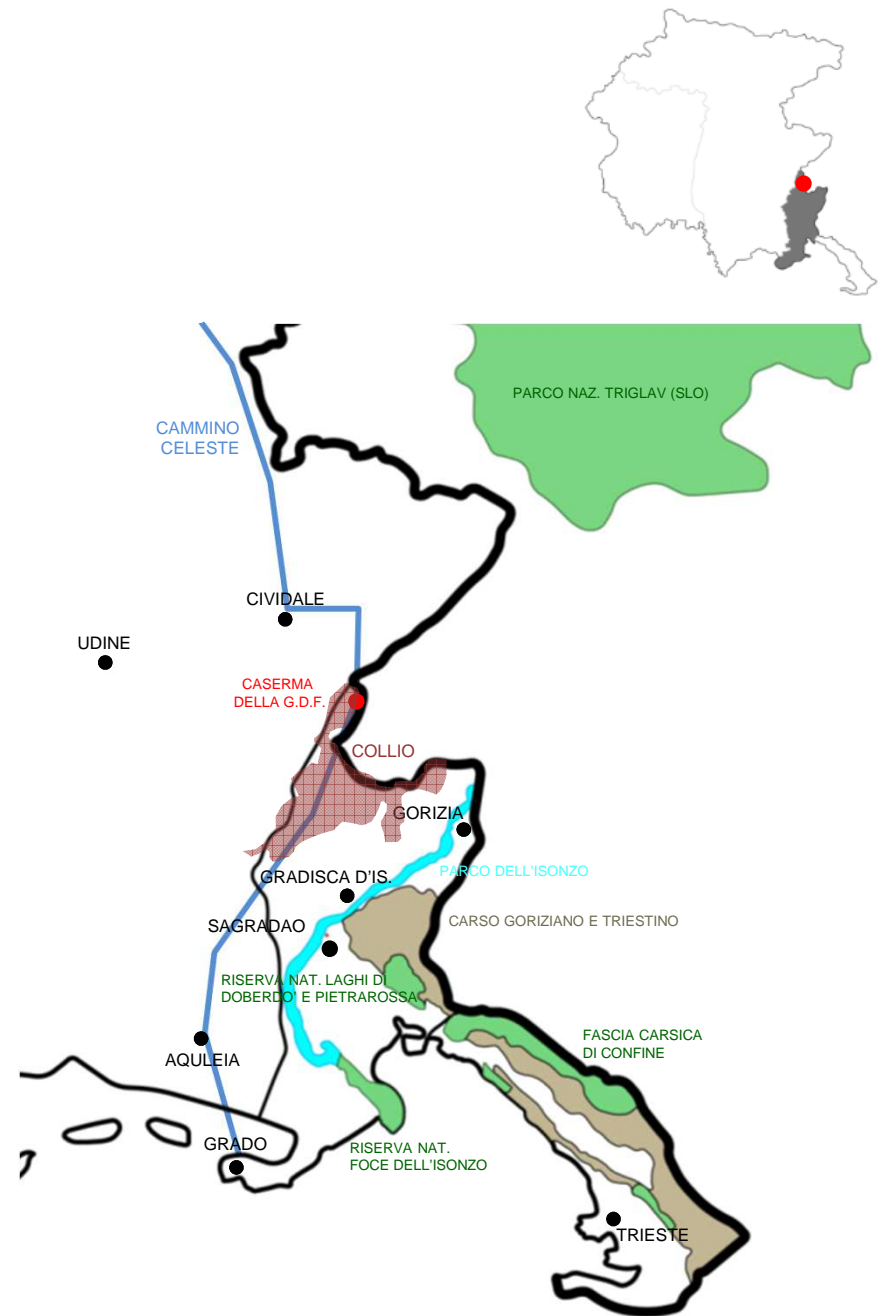 PARCO NAZ. TRIGLAV (SLO)
CAMMINO
CELESTE
CIVIDALE
UDINE
CASERMA
DELLA G.D.F.
COLLIO
GORIZIA
PARCO DELL'ISONZO
GRADISCA D'IS.
CARSO GORIZIANO E TRIESTINO
SAGRADAO
RISERVA NAT. LAGHI DI
DOBERDO' E PIETRAROSSA
FASCIA CARSICA
DI CONFINE
AQULEIA
GRADO
RISERVA NAT.
FOCE DELL'ISONZO
TRIESTE